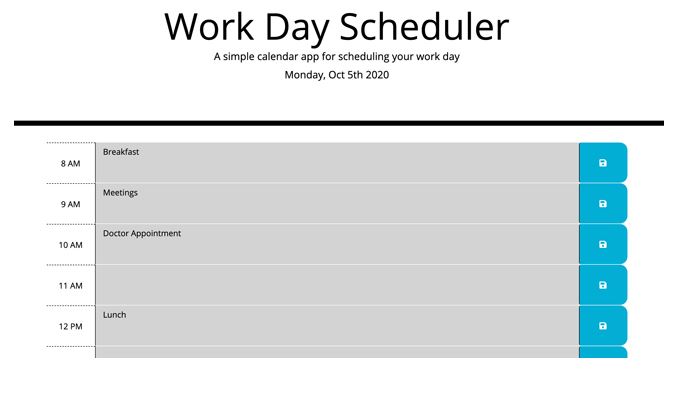 Work Day Scheduler
A simple calendar app for scheduling your work day
Monday, Oct 5th 2020
8 AM
Breakfast
9 AM
Meetings
10 AM
Doctor Appointment
11 AM
12 PM
Lunch